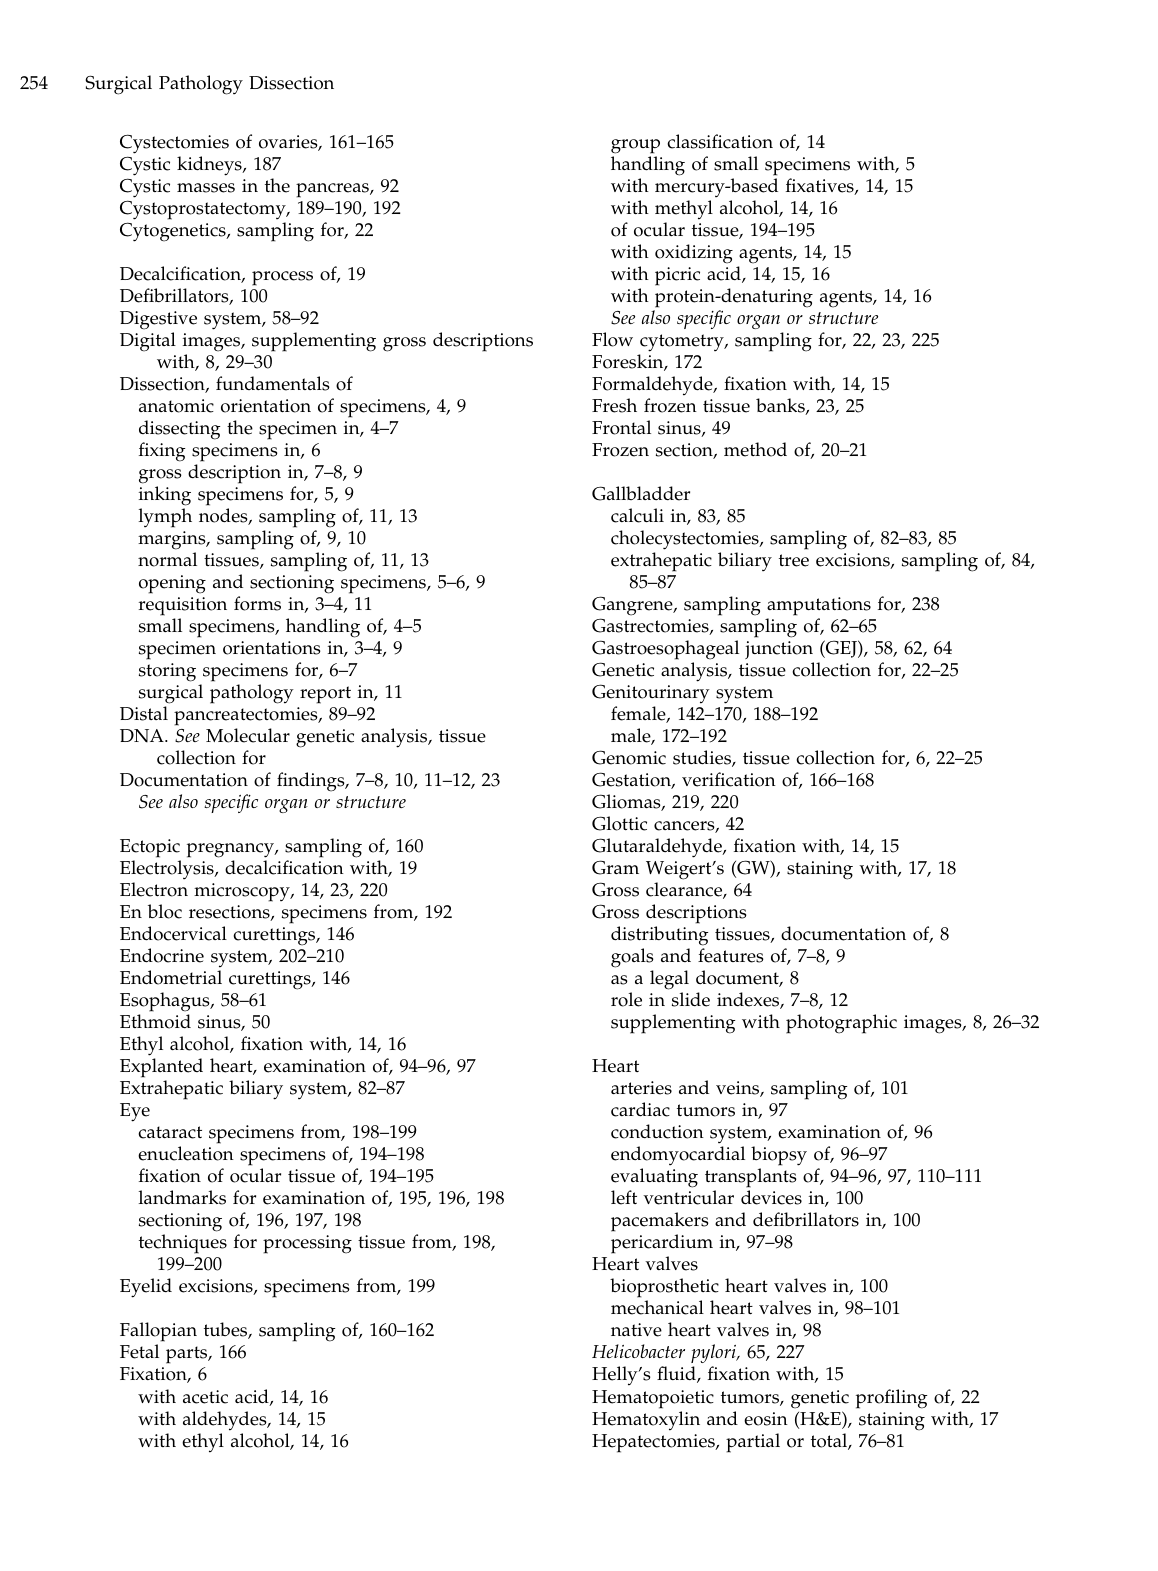 254 Surgical Pathology Dissection
Cystectomies of ovaries, 161–165
Cystic kidneys, 187
Cystic masses in the pancreas, 92
Cystoprostatectomy, 189–190, 192
Cytogenetics, sampling for, 22
Decalcification, process of, 19
Defibrillators, 100
Digestive system, 58–92
Digital images, supplementing gross descriptions
with, 8, 29–30
Dissection, fundamentals of
anatomic orientation of specimens, 4, 9
dissecting the specimen in, 4–7
fixing specimens in, 6
gross description in, 7–8, 9
inking specimens for, 5, 9
lymph nodes, sampling of, 11, 13
margins, sampling of, 9, 10
normal tissues, sampling of, 11, 13
opening and sectioning specimens, 5–6, 9
requisition forms in, 3–4, 11
small specimens, handling of, 4–5
specimen orientations in, 3–4, 9
storing specimens for, 6–7
surgical pathology report in, 11
Distal pancreatectomies, 89–92
DNA. See Molecular genetic analysis, tissue
collection for
Documentation of findings, 7–8, 10, 11–12, 23
See also specific organ or structure
Ectopic pregnancy, sampling of, 160
Electrolysis, decalcification with, 19
Electron microscopy, 14, 23, 220
En bloc resections, specimens from, 192
Endocervical curettings, 146
Endocrine system, 202–210
Endometrial curettings, 146
Esophagus, 58–61
Ethmoid sinus, 50
Ethyl alcohol, fixation with, 14, 16
Explanted heart, examination of, 94–96, 97
Extrahepatic biliary system, 82–87
Eye
cataract specimens from, 198–199
enucleation specimens of, 194–198
fixation of ocular tissue of, 194–195
landmarks for examination of, 195, 196, 198
sectioning of, 196, 197, 198
techniques for processing tissue from, 198,
199–200
Eyelid excisions, specimens from, 199
Fallopian tubes, sampling of, 160–162
Fetal parts, 166
Fixation, 6
with acetic acid, 14, 16
with aldehydes, 14, 15
with ethyl alcohol, 14, 16
group classification of, 14
handling of small specimens with, 5
with mercury-based fixatives, 14, 15
with methyl alcohol, 14, 16
of ocular tissue, 194–195
with oxidizing agents, 14, 15
with picric acid, 14, 15, 16
with protein-denaturing agents, 14, 16
See also specific organ or structure
Flow cytometry, sampling for, 22, 23, 225
Foreskin, 172
Formaldehyde, fixation with, 14, 15
Fresh frozen tissue banks, 23, 25
Frontal sinus, 49
Frozen section, method of, 20–21
Gallbladder
calculi in, 83, 85
cholecystectomies, sampling of, 82–83, 85
extrahepatic biliary tree excisions, sampling of, 84,
85–87
Gangrene, sampling amputations for, 238
Gastrectomies, sampling of, 62–65
Gastroesophageal junction (GEJ), 58, 62, 64
Genetic analysis, tissue collection for, 22–25
Genitourinary system
female, 142–170, 188–192
male, 172–192
Genomic studies, tissue collection for, 6, 22–25
Gestation, verification of, 166–168
Gliomas, 219, 220
Glottic cancers, 42
Glutaraldehyde, fixation with, 14, 15
Gram Weigert's (GW), staining with, 17, 18
Gross clearance, 64
Gross descriptions
distributing tissues, documentation of, 8
goals and features of, 7–8, 9
as a legal document, 8
role in slide indexes, 7–8, 12
supplementing with photographic images, 8, 26–32
Heart
arteries and veins, sampling of, 101
cardiac tumors in, 97
conduction system, examination of, 96
endomyocardial biopsy of, 96–97
evaluating transplants of, 94–96, 97, 110–111
left ventricular devices in, 100
pacemakers and defibrillators in, 100
pericardium in, 97–98
Heart valves
bioprosthetic heart valves in, 100
mechanical heart valves in, 98–101
native heart valves in, 98
Helicobacter pylori, 65, 227
Helly's fluid, fixation with, 15
Hematopoietic tumors, genetic profiling of, 22
Hematoxylin and eosin (H&E), staining with, 17
Hepatectomies, partial or total, 76–81